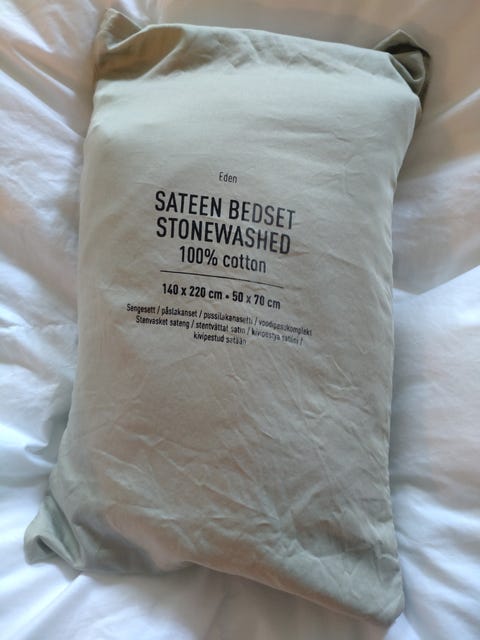 Eden
SATEEN BEDSET
STONEWASHED
100% cotton
140 x 220 cm • 50 x 70 cm
Sengesett / påslakanset / pussilakanasetti / voodipesukomplekt
Stenvasket sateng / stentvättat satin / kivipestyä satiini /
kivipestud satään